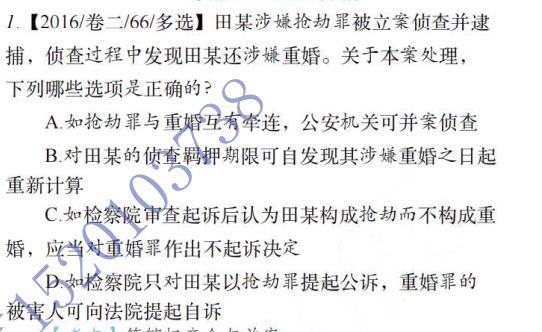 1.【2016/卷二/66/多选】田某涉嫌抢劫罪被立案侦查并逮
捕，侦查过程中发现田某还涉嫌重婚。关于本案处理，
下列哪些选项是正确的？
A.如抢劫罪与重婚互有牵连，公安机关可并案侦查
B.对田某的侦查羁押期限可自发现其涉嫌重婚之日起
重新计算
C.如检察院审查起诉后认为田某构成抢劫而不构成重
婚，应当对重婚罪作出不起诉决定
D.如检察院只对田某以抢劫罪提起公诉，重婚罪的
被害人可向法院提起自诉
15201103738